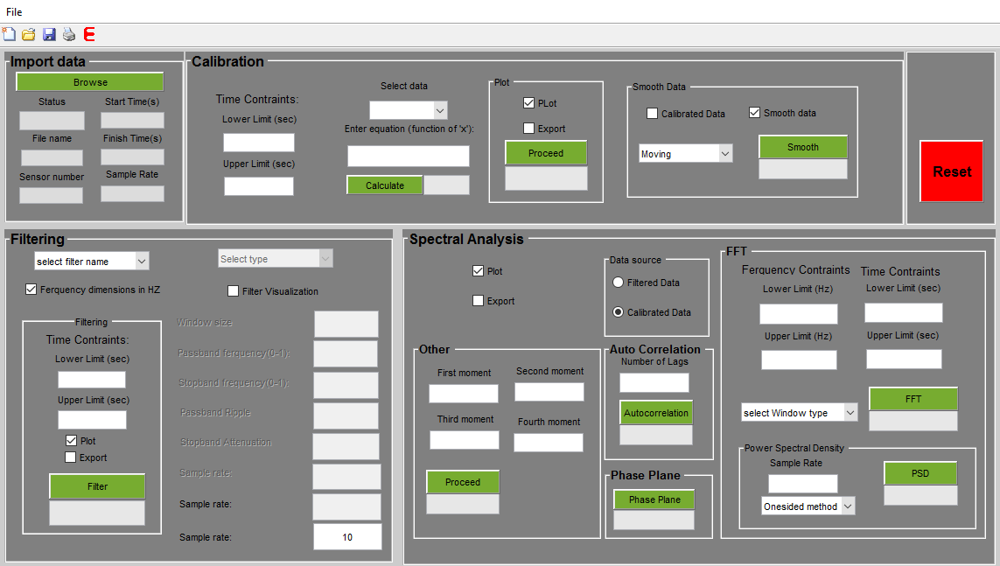 File
Import data
Browse
Status
Start Time(s)
File name
Finish Time(s)
Sensor number
Sample Rate
Calibration
Time Contraints:
Lower Limit (sec)
Upper Limit (sec)
Select data
Enter equation (function of 'x'):
Calculate
Plot
PLot
Export
Proceed
Smooth Data
Calibrated Data
Smooth data
Moving
Smooth
Reset
Filtering
select filter name
Select type
Ferquency dimensions in HZ
Filter Visualization
Filtering
Time Contraints:
Lower Limit (sec)
Upper Limit (sec)
Plot
Export
Filter
Window size
Passband ferquency(0-1):
Stopband frequency(0-1):
Passband Ripple
Stopband Attenuation
Sample rate:
Sample rate:
Sample rate:
10
Spectral Analysis
Plot
Export
Data source
Filtered Data
Calibrated Data
Other
First moment
Second moment
Third moment
Fourth moment
Proceed
Auto Correlation
Number of Lags
Autocorrelation
Phase Plane
Phase Plane
FFT
Ferquency Contraints
Time Contraints
Lower Limit (Hz)
Lower Limit (sec)
Upper Limit (Hz)
Upper Limit (sec)
select Window type
FFT
Power Spectral Density
Sample Rate
Onesided method
PSD